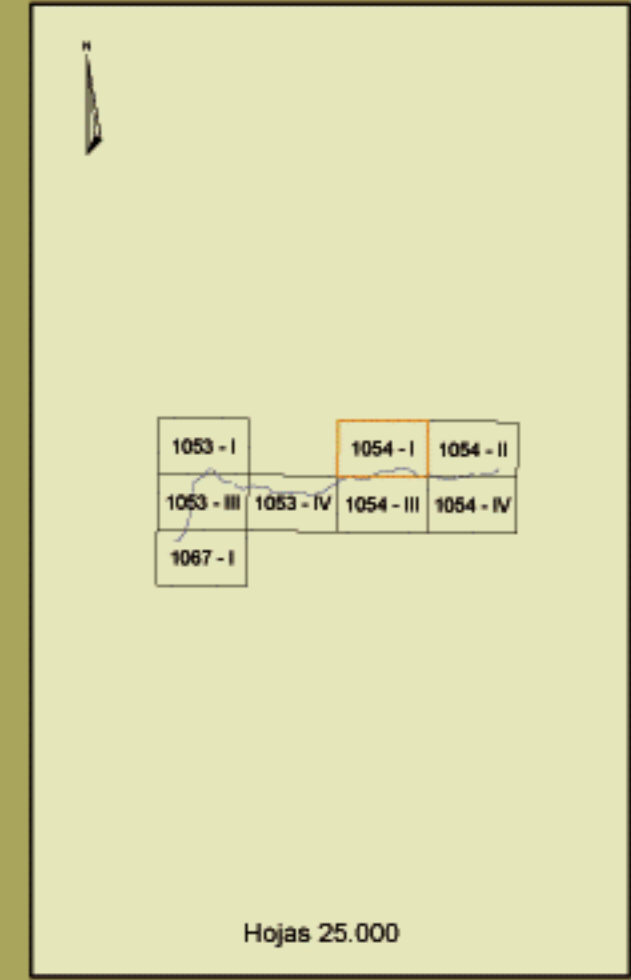 N
1053 - I
1054 - I
1054 - II
1053 - III
1053 - IV
1054 - III
1054 - IV
1067 - I
Hojas 25.000